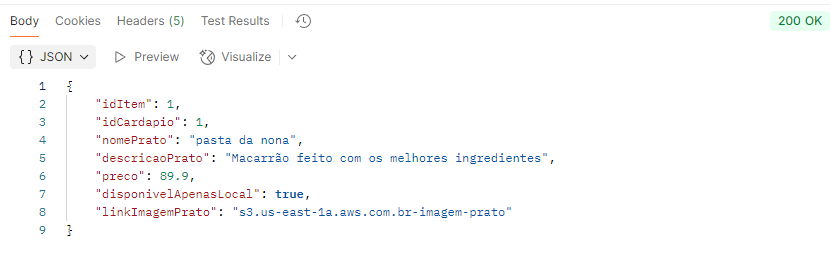 Body Cookies Headers (5) Test Results 200 OK
{} JSON Preview Visualize
1 {
2 "idItem": 1,
3 "idCardapio": 1,
4 "nomePrato": "pasta da nona",
5 "descricaoPrato": "Macarrão feito com os melhores ingredientes",
6 "preco": 89.9,
7 "disponivelApenasLocal": true,
8 "linkImagemPrato": "s3.us-east-1a.aws.com.br-imagem-prato"
9 }